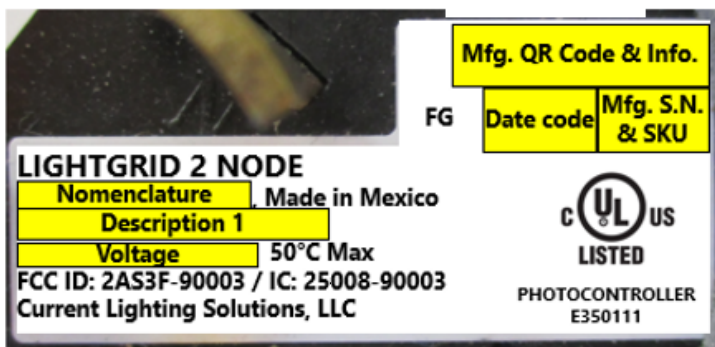 Mfg. QR Code & Info.
FG
Date code
Mfg. S.N.
& SKU
LIGHTGRID 2 NODE
Nomenclature , Made in Mexico
Description 1
Voltage 50°C Max
FCC ID: 2AS3F-90003 / IC: 25008-90003
Current Lighting Solutions, LLC
C UL US
LISTED
PHOTOCONTROLLER
E350111